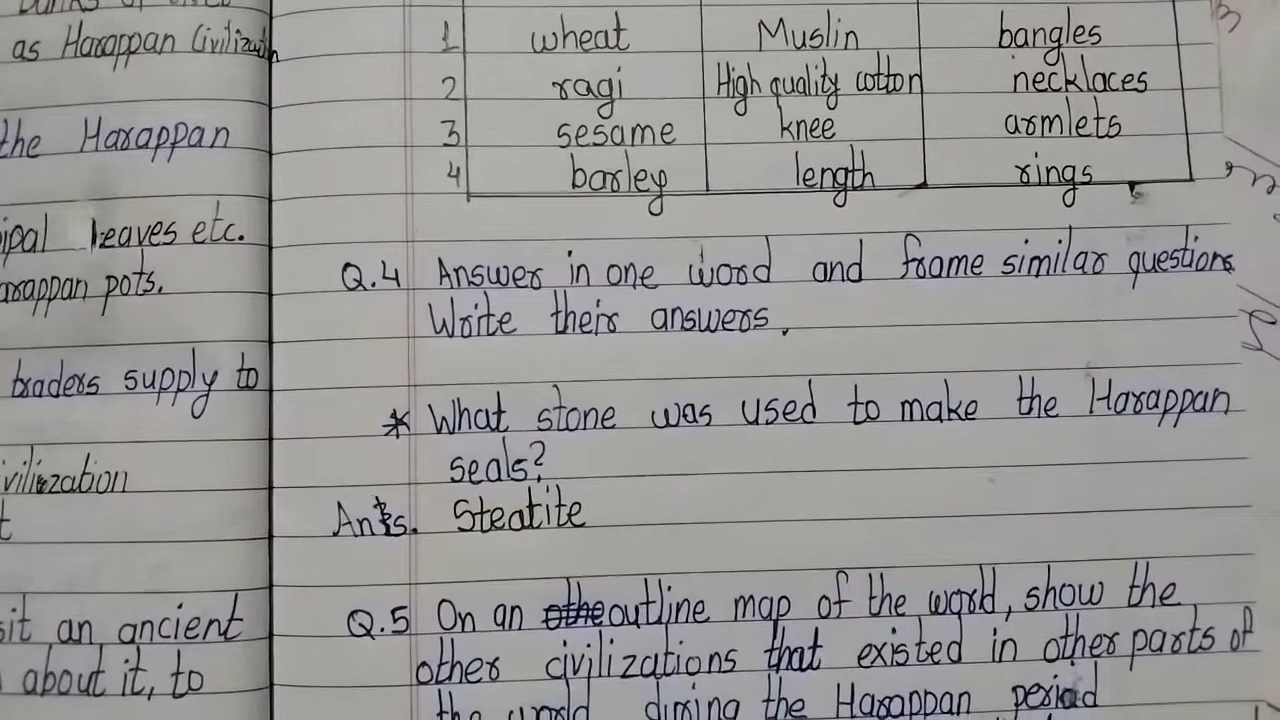 as Harappan Civilization
the Harappan
leaves etc.
pots.
traders supply to
an ancient
about it, to
1 wheat Muslin bangles
2 ragi High quality cotton necklaces
3 sesame knee armlets
4 barley length rings
Q.4 Answer in one word and frame similar questions.
Write their answers.
* What stone was used to make the Harappan
seals?
Ans. Steatite
Q.5 On an outline map of the world, show the
other civilizations that existed in other parts of
the world during the Harappan period